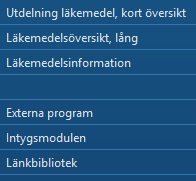 Utdelning läkemedel, kort översikt
Läkemedelsöversikt, lång
Läkemedelsinformation
Externa program
Intygsmodulen
Länkbibliotek